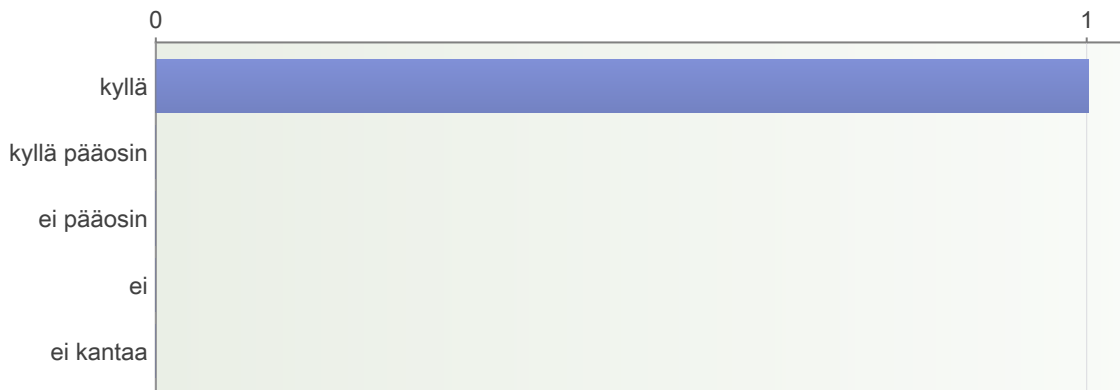 0 1
kyllä
kyllä pääosin
ei pääosin
ei
ei kantaa